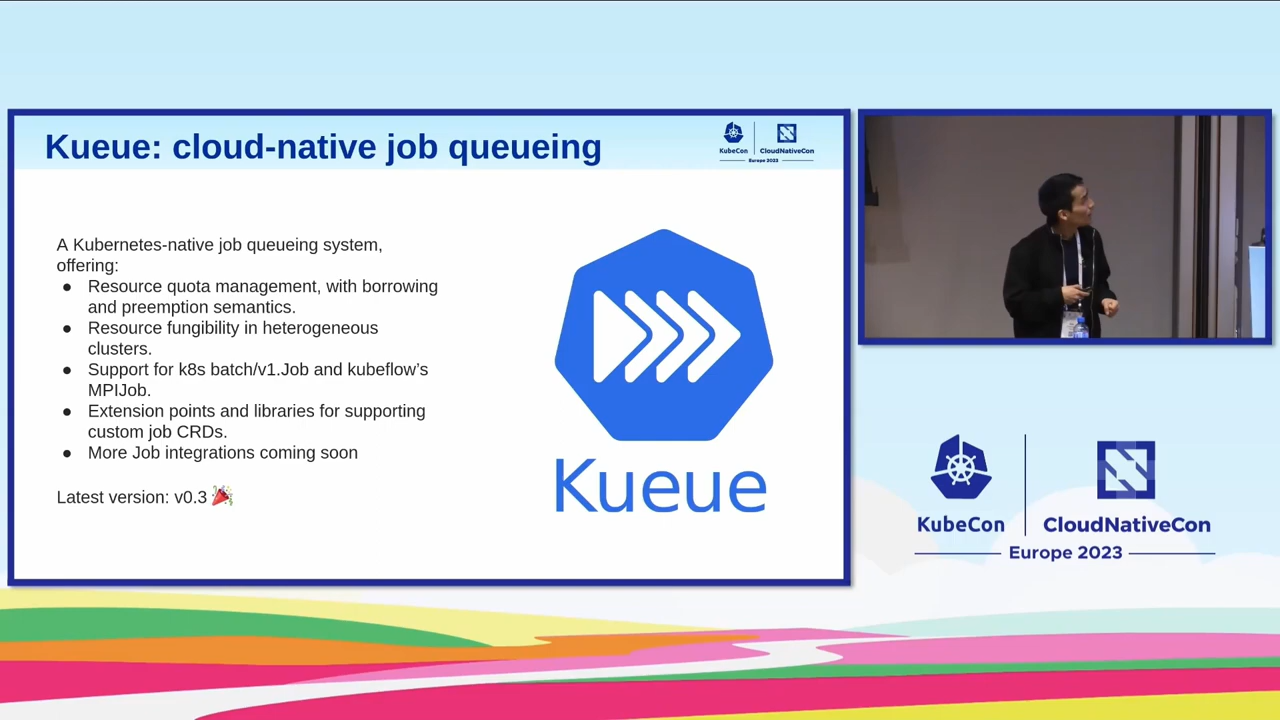 Kueue: cloud-native job queueing
KubeCon
CloudNativeCon
Europe 2023
A Kubernetes-native job queueing system,
offering:
● Resource quota management, with borrowing
and preemption semantics.
● Resource fungibility in heterogeneous
clusters.
● Support for k8s batch/v1.Job and kubeflow’s
MPIJob.
● Extension points and libraries for supporting
custom job CRDs.
● More Job integrations coming soon
Latest version: v0.3 🎉
Kueue
KubeCon
CloudNativeCon
Europe 2023